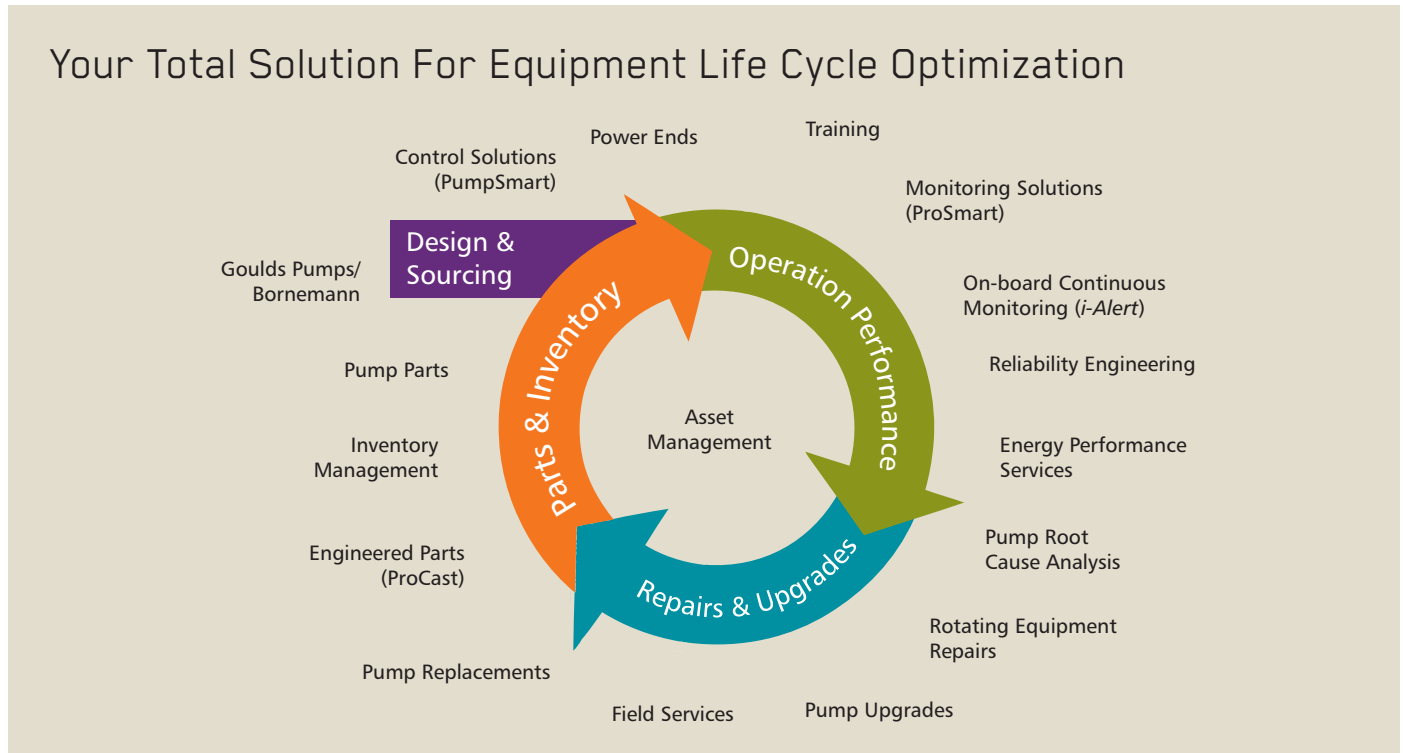 Your Total Solution For Equipment Life Cycle Optimization
Power Ends
Training
Control Solutions
(PumpSmart)
Monitoring Solutions
(ProSmart)
Design &
Sourcing
Goulds Pumps/
Bornemann
Operation Performance
On-board Continuous
Monitoring (i-Alert)
Parts & Inventory
Pump Parts
Reliability Engineering
Asset
Management
Inventory
Management
Energy Performance
Services
Engineered Parts
(ProCast)
Pump Root
Cause Analysis
Repairs & Upgrades
Rotating Equipment
Repairs
Pump Replacements
Field Services
Pump Upgrades